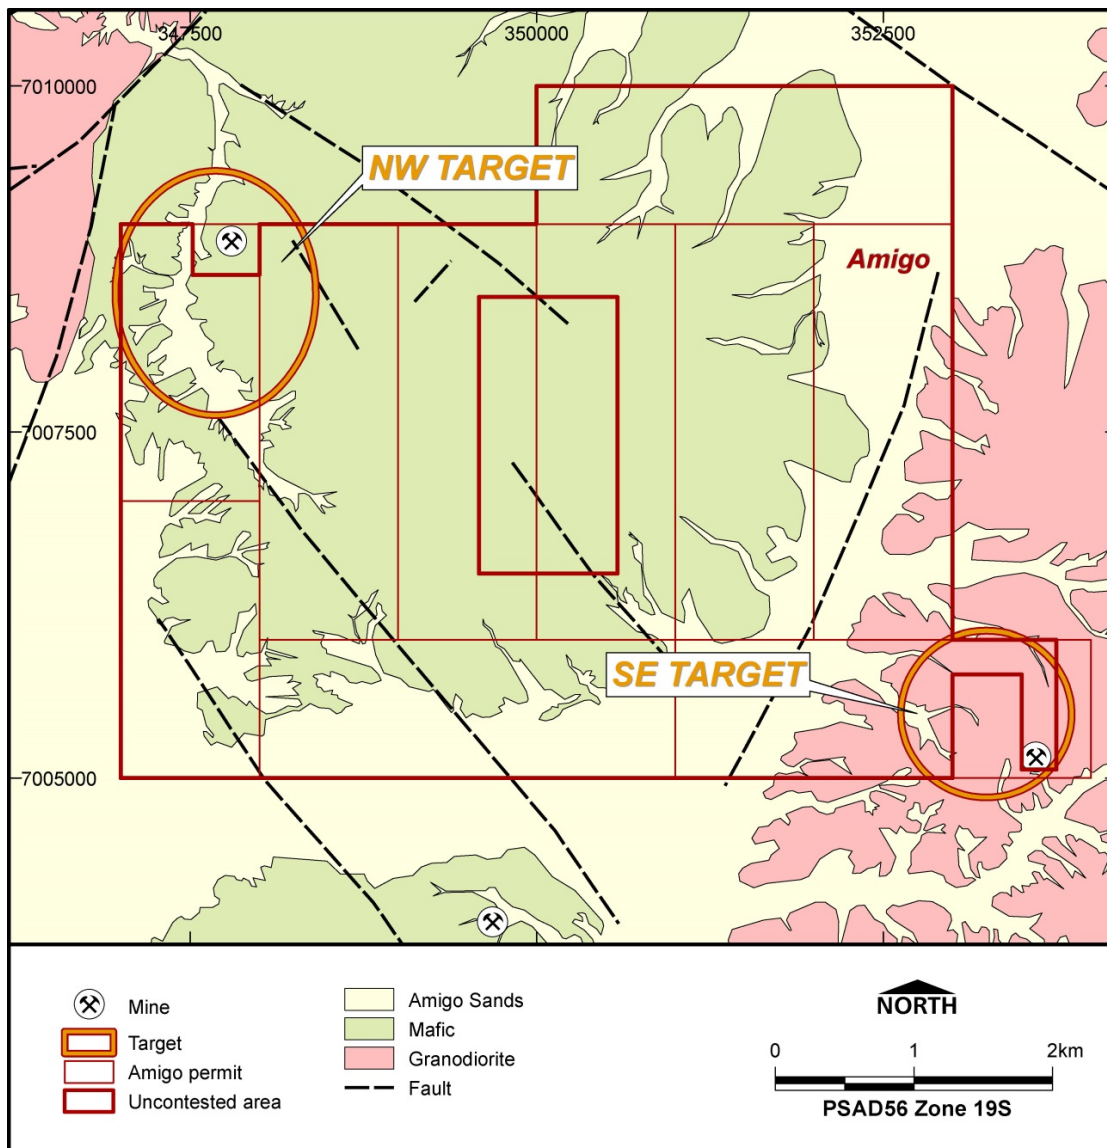 347500
350000
352500
7010000
NW TARGET
Amigo
7007500
SE TARGET
7005000
Mine
Target
Amigo permit
Uncontested area
Amigo Sands
Mafic
Granodiorite
Fault
NORTH
0 1 2km
PSAD56 Zone 19S